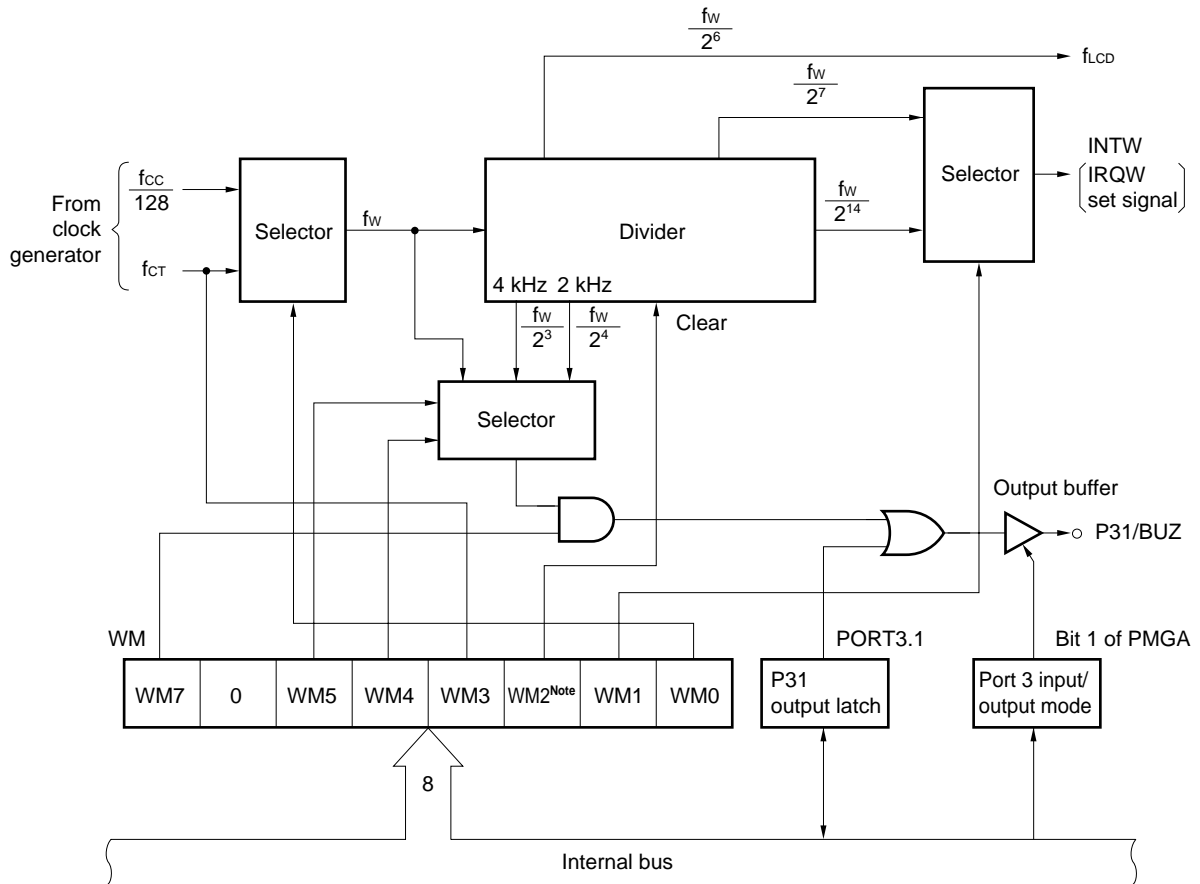 fW
2^6
fLCD
fW
2^7
From
clock
generator
fCC
128
fCT
Selector
fW
Divider
4 kHz 2 kHz
fW
2^14
Selector
INTW
IRQW
set signal
fW
2^3
fW
2^4
Clear
Selector
Output buffer
P31/BUZ
WM
PORT3.1
Bit 1 of PMGA
WM7 0 WM5 WM4 WM3 WM2^Note WM1 WM0
P31
output latch
Port 3 input/
output mode
8
Internal bus